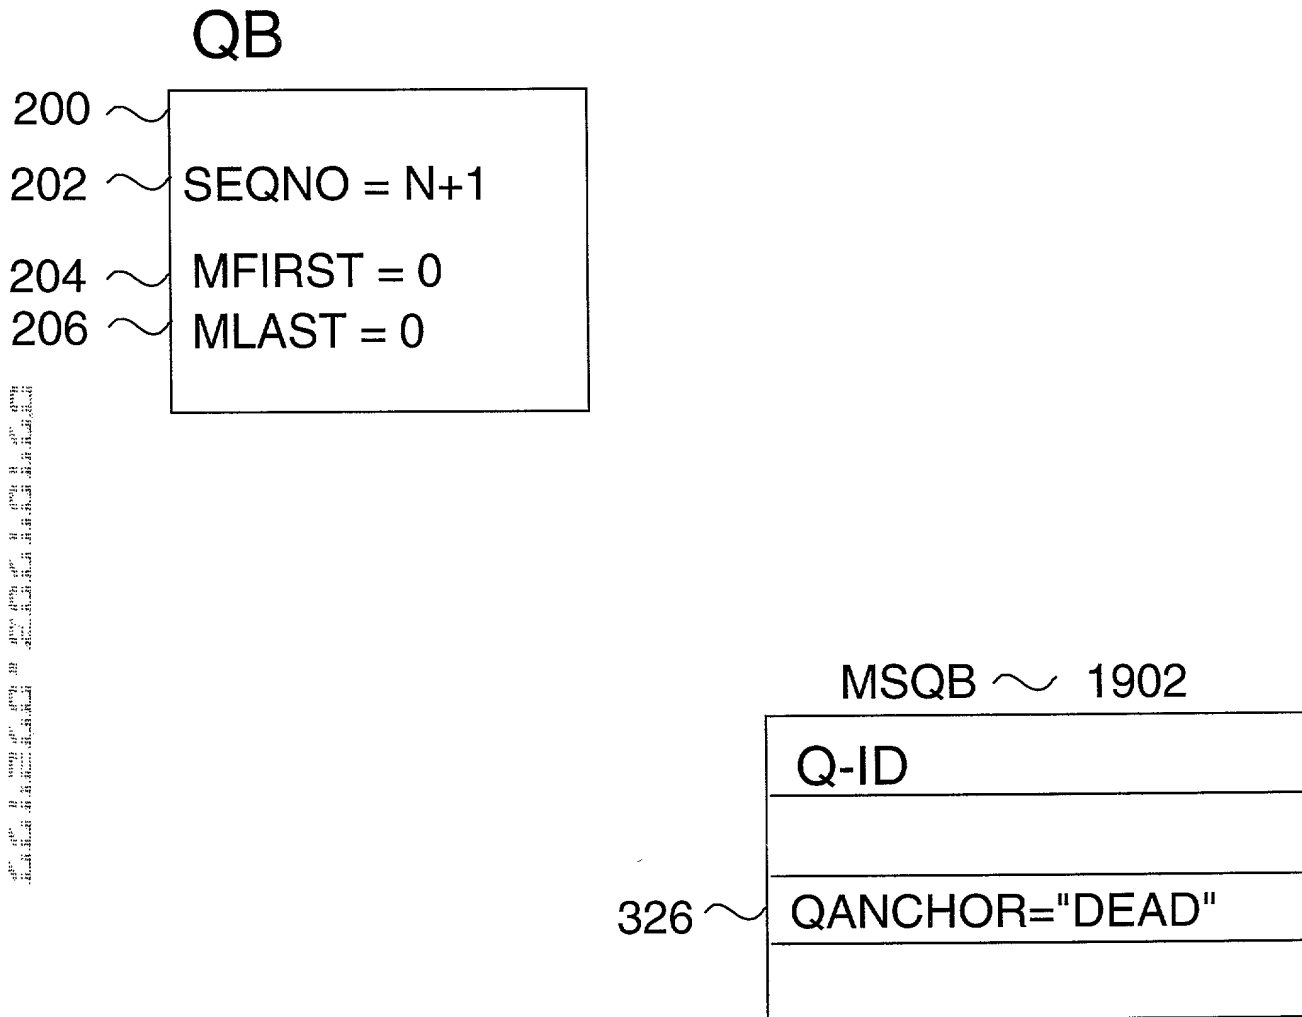 QB
200
202 SEQNO = N+1
204 MFIRST = 0
206 MLAST = 0
MSQB 1902
Q-ID
326 QANCHOR="DEAD"